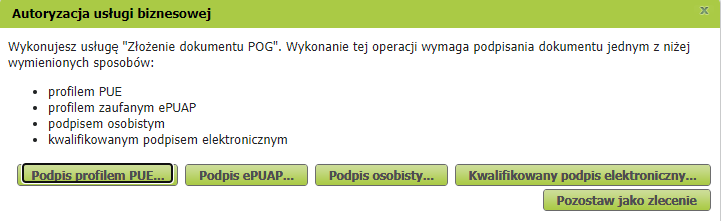 Autoryzacja usługi biznesowej
Wykonujesz usługę "Złożenie dokumentu POG". Wykonanie tej operacji wymaga podpisania dokumentu jednym z niżej
wymienionych sposobów:
• profilem PUE
• profilem zaufanym ePUAP
• podpisem osobistym
• kwalifikowanym podpisem elektronicznym
Podpis profilem PUE... Podpis ePUAP... Podpis osobisty... Kwalifikowany podpis elektroniczny...
Pozostaw jako zlecenie